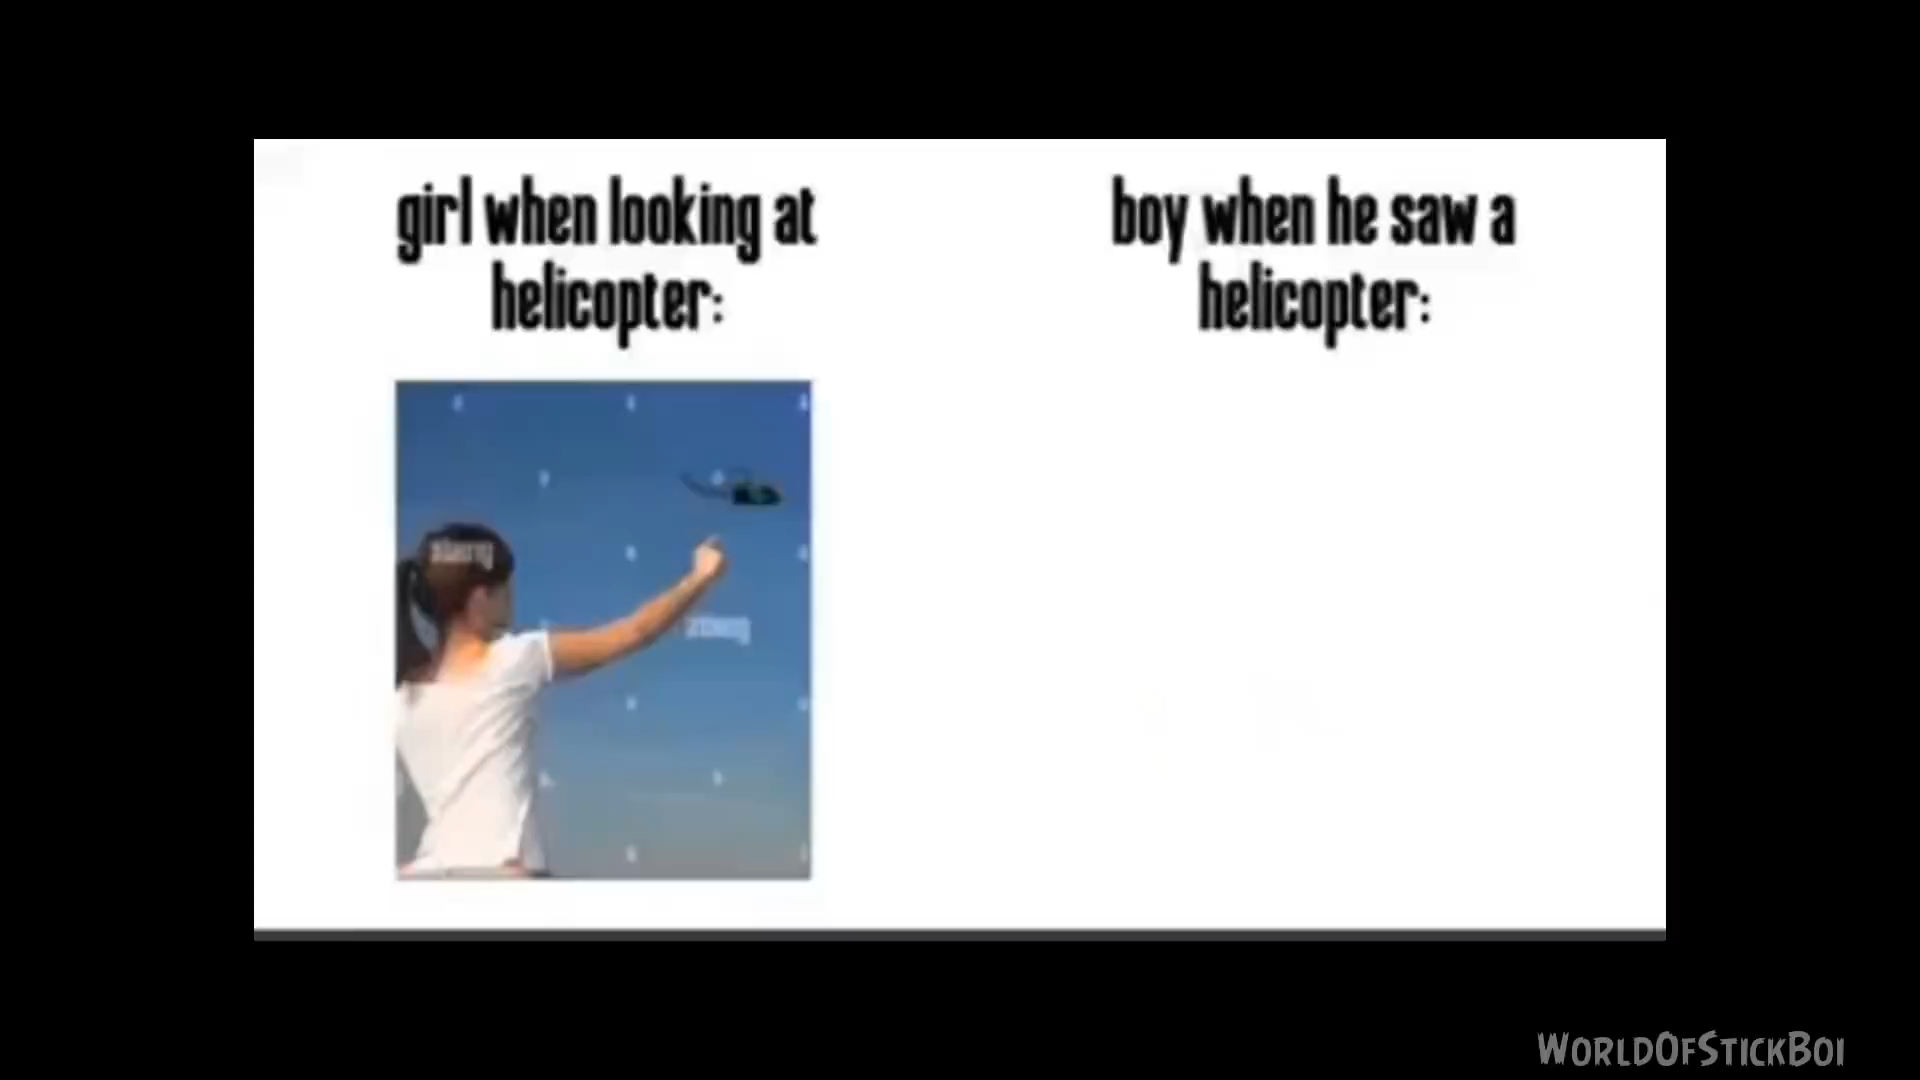 girl when looking at
helicopter:
boy when he saw a
helicopter:
WorldOfStickBoi